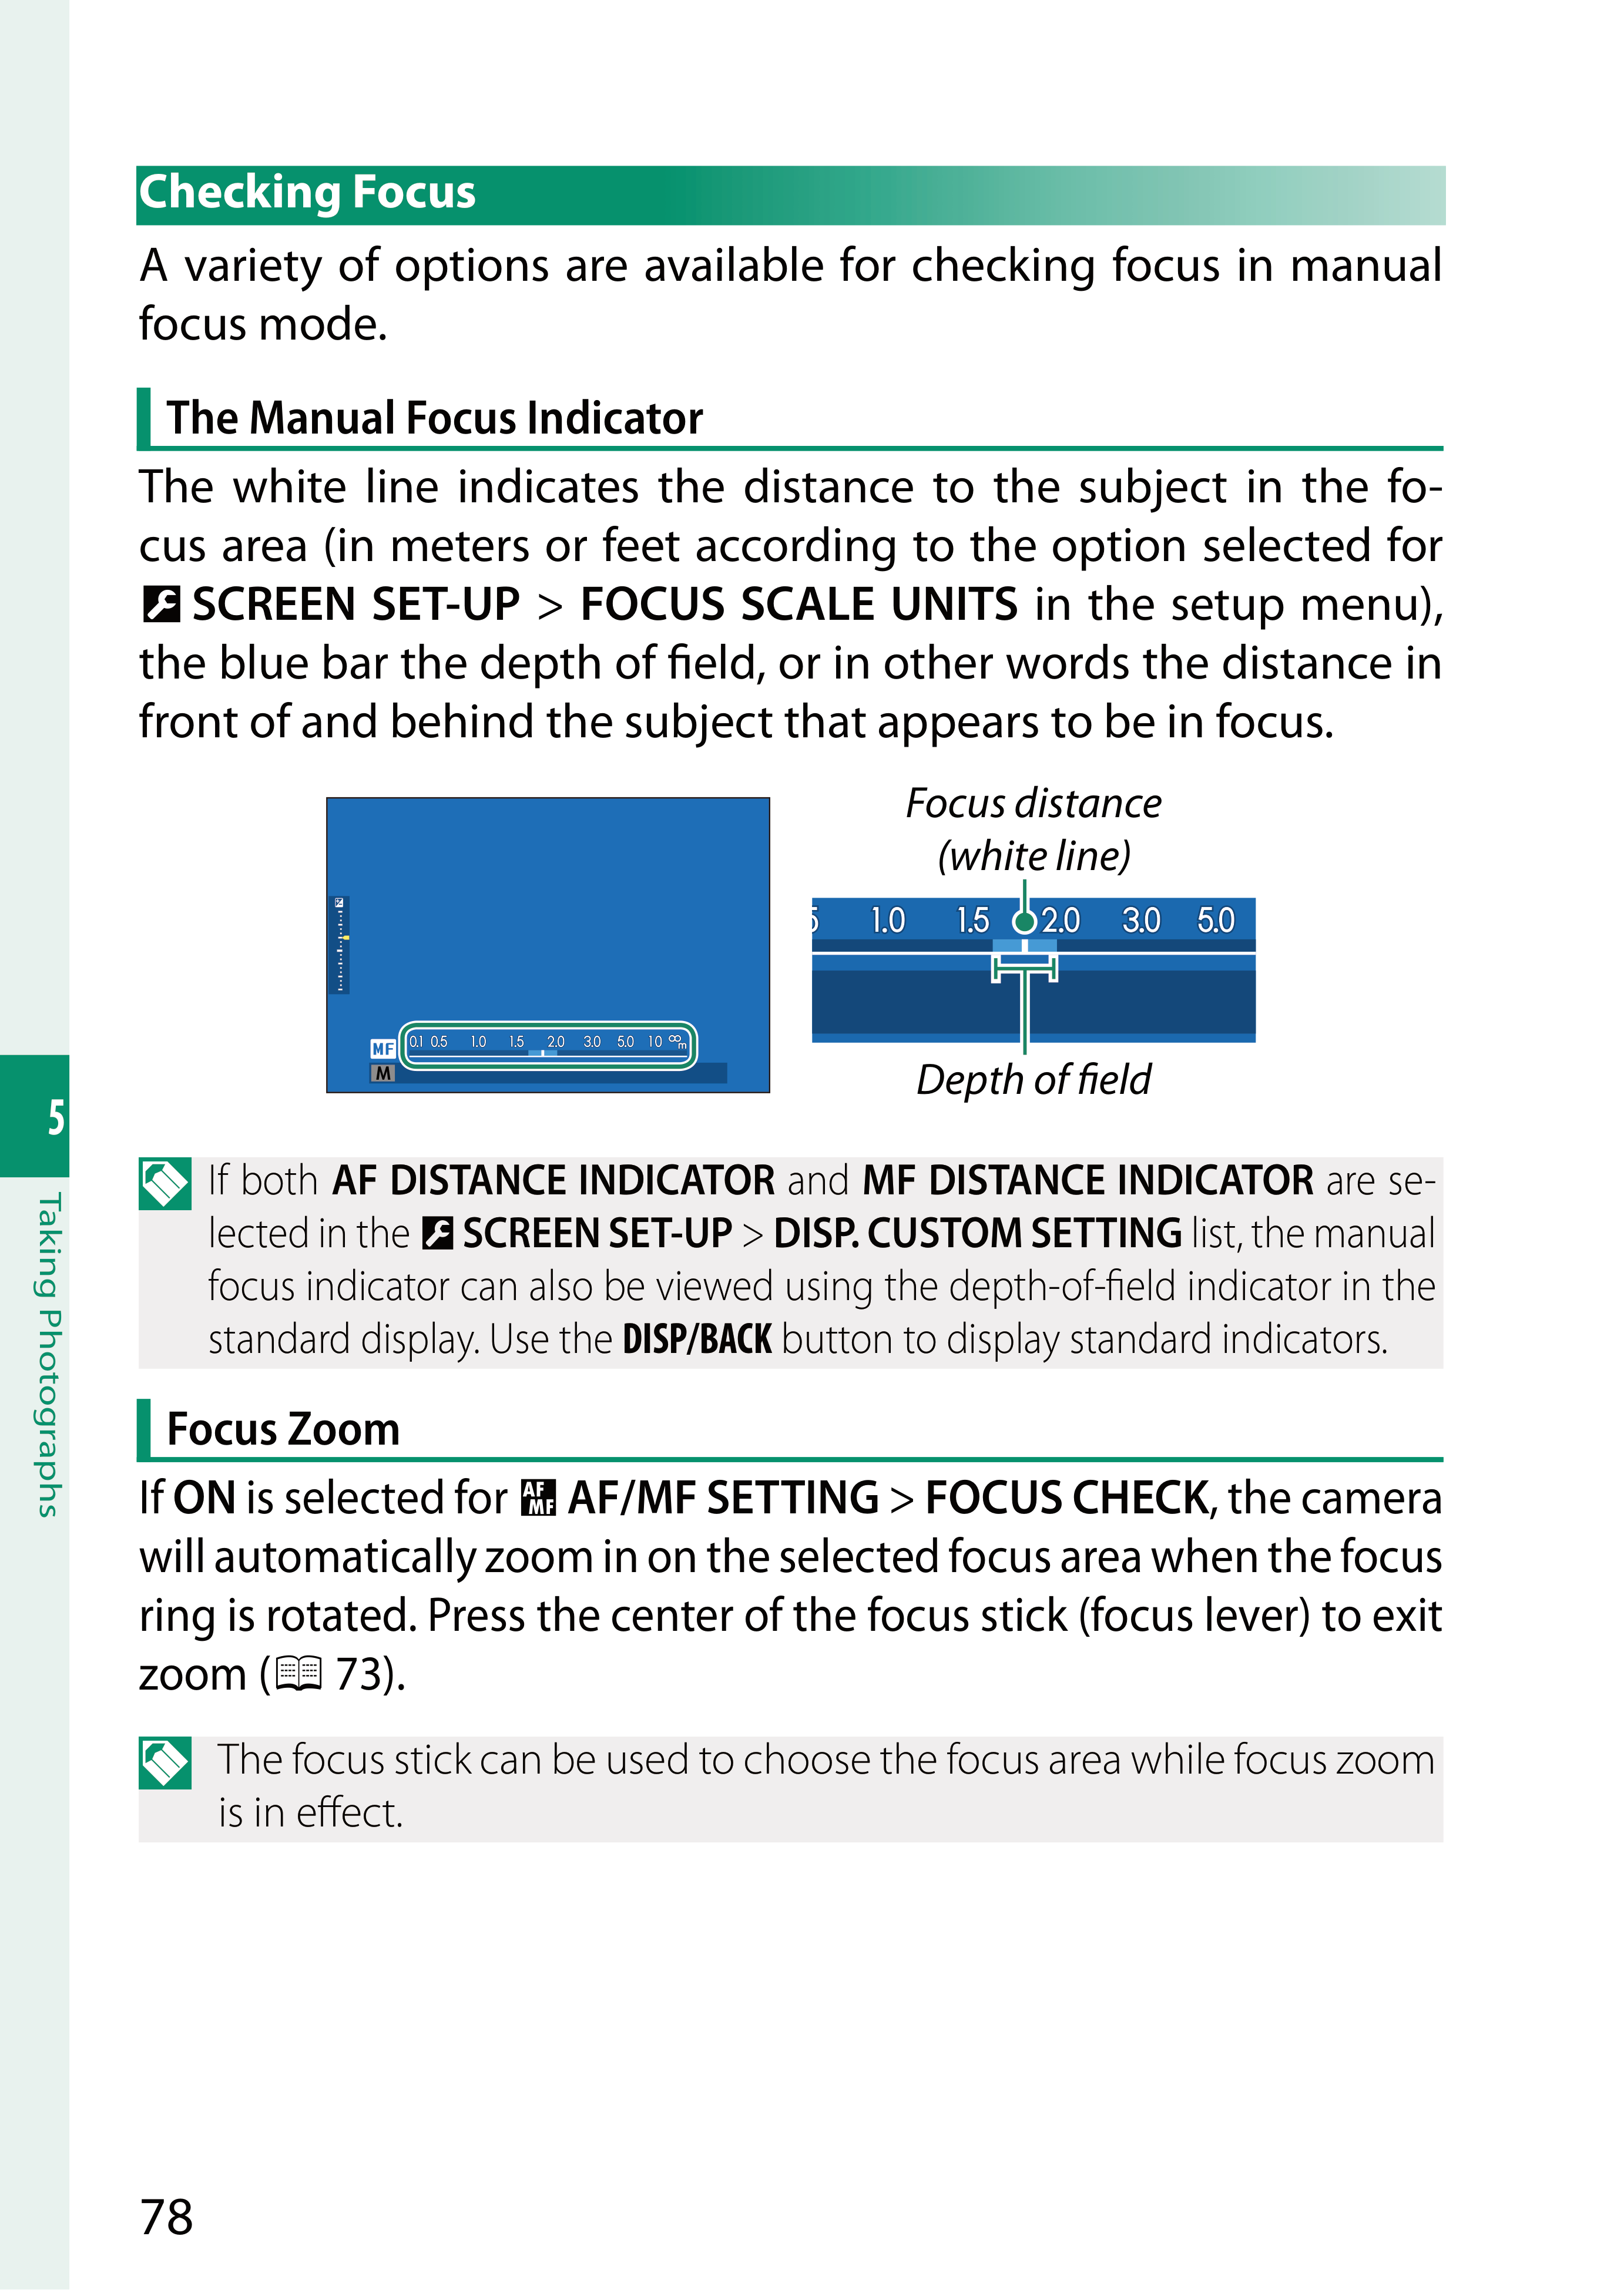 Checking Focus
A variety of options are available for checking focus in manual
focus mode.
The Manual Focus Indicator
The white line indicates the distance to the subject in the fo-
cus area (in meters or feet according to the option selected for
SCREEN SET-UP > FOCUS SCALE UNITS in the setup menu),
the blue bar the depth of field, or in other words the distance in
front of and behind the subject that appears to be in focus.
MF
0.1 0.5 1.0 1.5 2.0 3.0 5.0 10 ∞ m
M
Focus distance
(white line)
5 1.0 1.5 2.0 3.0 5.0
Depth of field
If both AF DISTANCE INDICATOR and MF DISTANCE INDICATOR are se-
lected in the SCREEN SET-UP > DISP. CUSTOM SETTING list, the manual
focus indicator can also be viewed using the depth-of-field indicator in the
standard display. Use the DISP/BACK button to display standard indicators.
Focus Zoom
If ON is selected for AF MF AF/MF SETTING > FOCUS CHECK, the camera
will automatically zoom in on the selected focus area when the focus
ring is rotated. Press the center of the focus stick (focus lever) to exit
zoom (73).
The focus stick can be used to choose the focus area while focus zoom
is in effect.
5
Taking Photographs
78